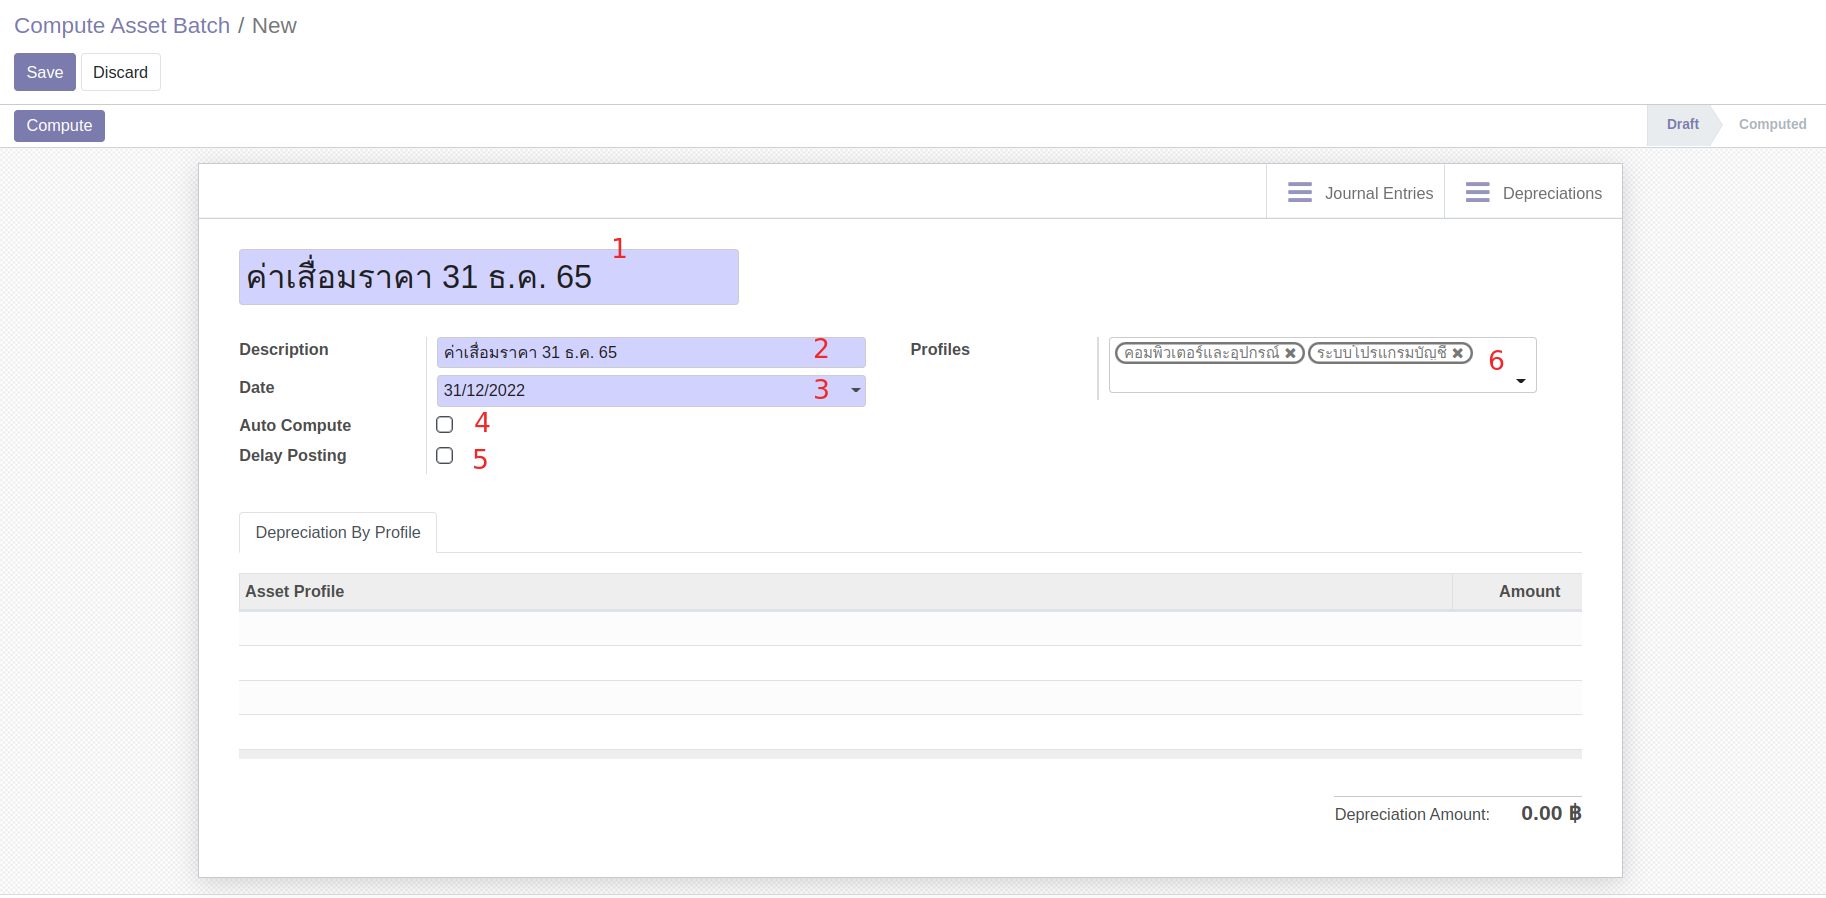 Compute Asset Batch / New
Save Discard
Compute
Draft Computed
Journal Entries Depreciations
1
ค่าเสื่อมราคา 31 ธ.ค. 65
Description ค่าเสื่อมราคา 31 ธ.ค. 65 2
Profiles คอมพิวเตอร์และอุปกรณ์ ✖ ระบบโปรแกรมบัญชี ✖ 6
Date 31/12/2022 3
Auto Compute 4
Delay Posting 5
Depreciation By Profile
Asset Profile Amount
Depreciation Amount: 0.00 ฿